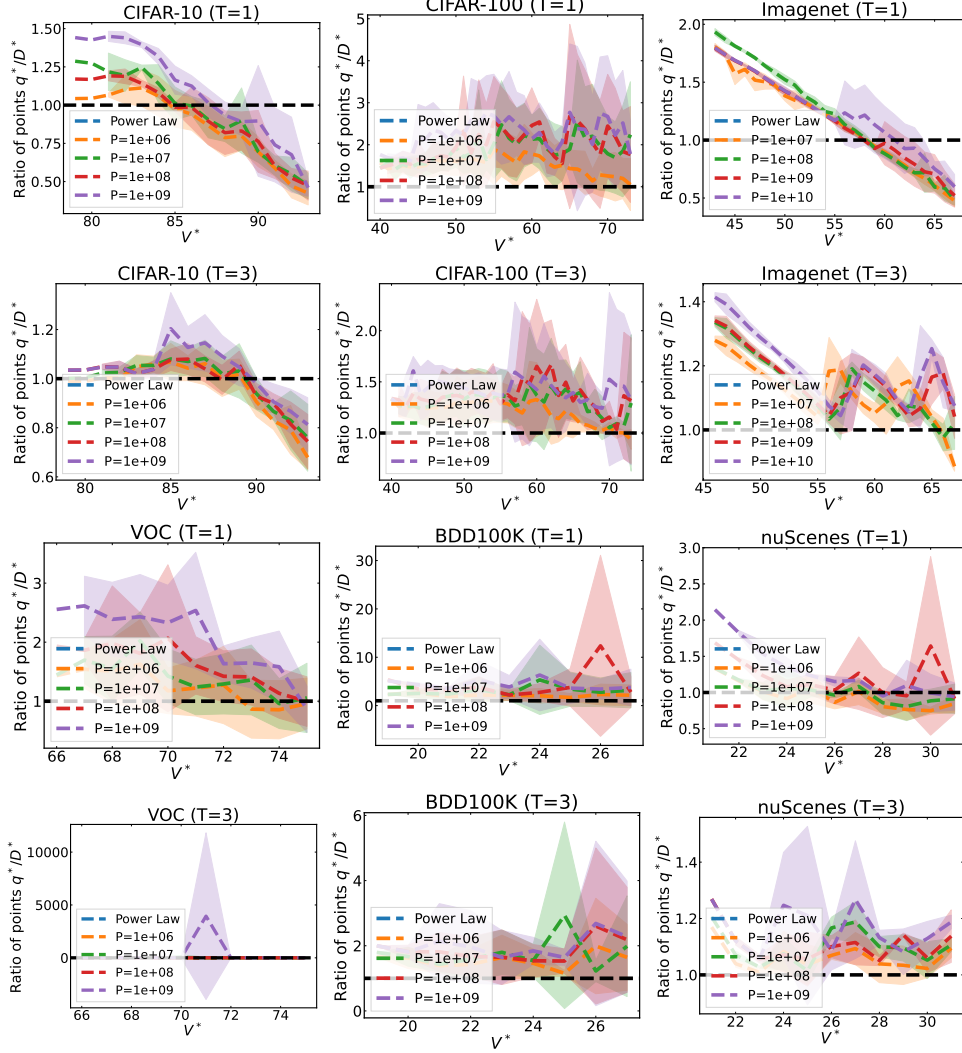 CIFAR-10 (T=1)
Ratio of points q*/D*
1.50
1.25
1.00
0.75
0.50
Power Law
P=1e+06
P=1e+07
P=1e+08
P=1e+09
80
85
90
V*
CIFAR-100 (T=1)
Ratio of points q*/D*
5
4
3
2
1
Power Law
P=1e+06
P=1e+07
P=1e+08
P=1e+09
40
50
60
70
V*
Imagenet (T=1)
Ratio of points q*/D*
2.0
1.5
1.0
0.5
Power Law
P=1e+07
P=1e+08
P=1e+09
P=1e+10
45
50
55
60
65
V*
CIFAR-10 (T=3)
Ratio of points q*/D*
1.2
1.0
0.8
0.6
Power Law
P=1e+06
P=1e+07
P=1e+08
P=1e+09
80
85
90
V*
CIFAR-100 (T=3)
Ratio of points q*/D*
2.0
1.5
1.0
Power Law
P=1e+06
P=1e+07
P=1e+08
P=1e+09
40
50
60
70
V*
Imagenet (T=3)
Ratio of points q*/D*
1.4
1.2
1.0
Power Law
P=1e+07
P=1e+08
P=1e+09
P=1e+10
45
50
55
60
65
V*
VOC (T=1)
Ratio of points q*/D*
3
2
1
Power Law
P=1e+06
P=1e+07
P=1e+08
P=1e+09
66
68
70
72
74
V*
BDD100K (T=1)
Ratio of points q*/D*
30
20
10
0
Power Law
P=1e+06
P=1e+07
P=1e+08
P=1e+09
20
22
24
26
V*
nuScenes (T=1)
Ratio of points q*/D*
3.0
2.5
2.0
1.5
1.0
0.5
Power Law
P=1e+06
P=1e+07
P=1e+08
P=1e+09
22
24
26
28
30
V*
VOC (T=3)
Ratio of points q*/D*
10000
5000
0
Power Law
P=1e+06
P=1e+07
P=1e+08
P=1e+09
66
68
70
72
74
V*
BDD100K (T=3)
Ratio of points q*/D*
6
4
2
0
Power Law
P=1e+06
P=1e+07
P=1e+08
P=1e+09
20
22
24
26
V*
nuScenes (T=3)
Ratio of points q*/D*
1.4
1.2
1.0
Power Law
P=1e+06
P=1e+07
P=1e+08
P=1e+09
22
24
26
28
30
V*